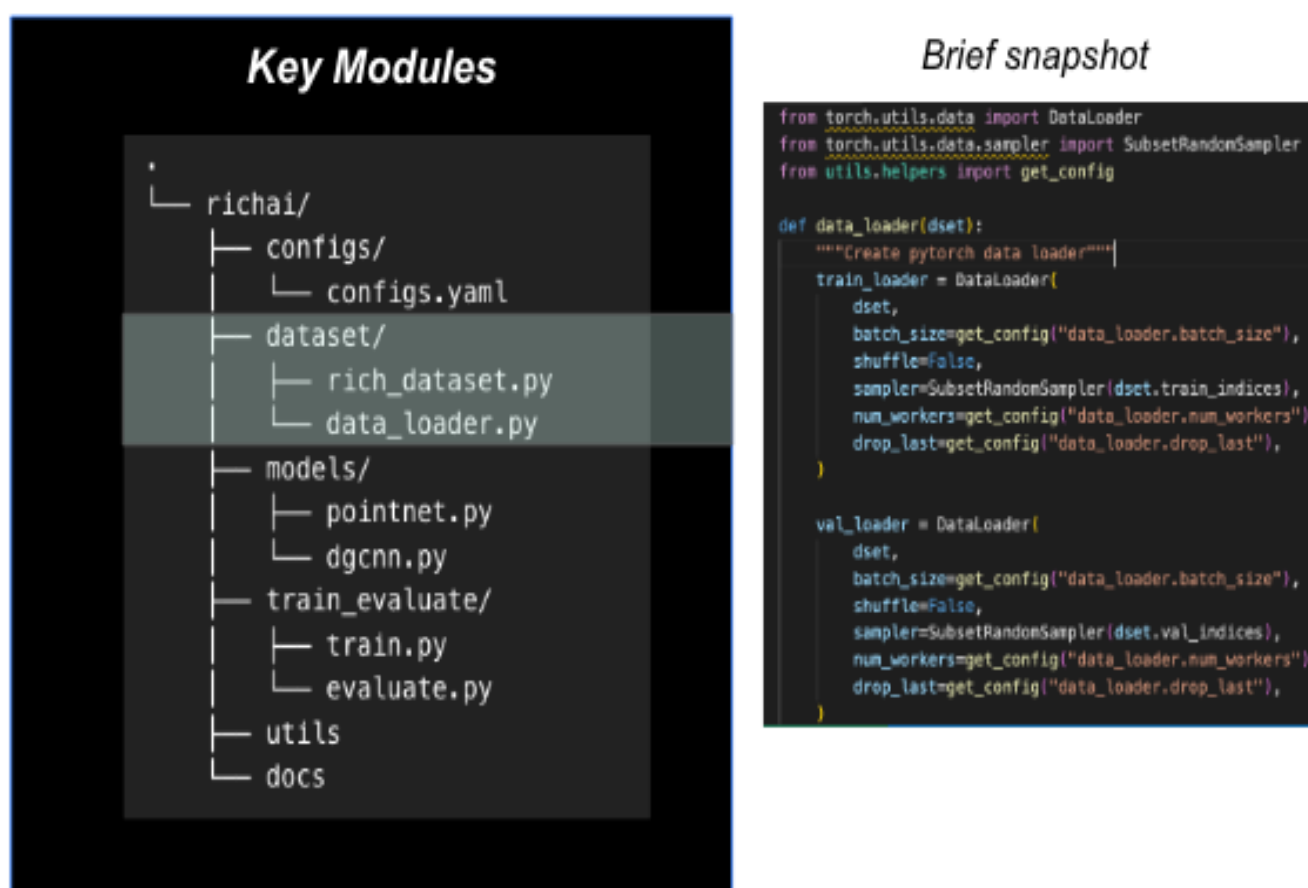 Key Modules
.
└── richai/
├── configs/
│ └── configs.yaml
├── dataset/
│ ├── rich_dataset.py
│ └── data_loader.py
├── models/
│ ├── pointnet.py
│ └── dgcnn.py
├── train_evaluate/
│ ├── train.py
│ └── evaluate.py
├── utils
└── docs
Brief snapshot
from torch.utils.data import DataLoader
from torch.utils.data.sampler import SubsetRandomSampler
from utils.helpers import get_config
def data_loader(dset):
"""Create pytorch data loader"""
train_loader = DataLoader(
dset,
batch_size=get_config("data_loader.batch_size"),
shuffle=False,
sampler=SubsetRandomSampler(dset.train_indices),
num_workers=get_config("data_loader.num_workers")
drop_last=get_config("data_loader.drop_last"),
)
val_loader = DataLoader(
dset,
batch_size=get_config("data_loader.batch_size"),
shuffle=False,
sampler=SubsetRandomSampler(dset.val_indices),
num_workers=get_config("data_loader.num_workers")
drop_last=get_config("data_loader.drop_last"),
)